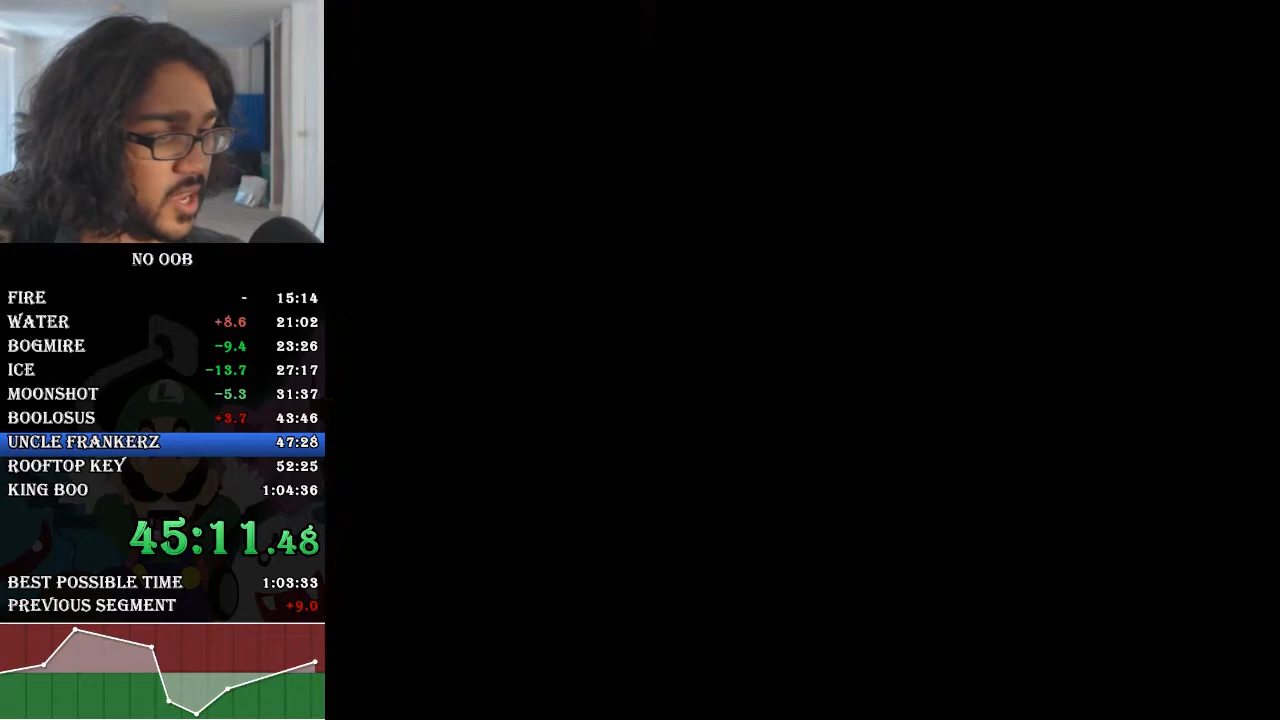 NO OOB
FIRE - 15:14
WATER +8.6 21:02
BOGMIRE -9.4 23:26
ICE -13.7 27:17
MOONSHOT -5.3 31:37
BOOLOSUS +3.7 43:46
UNCLE FRANKERZ 47:28
ROOFTOP KEY 52:25
KING BOO 1:04:36
45:11.48
BEST POSSIBLE TIME 1:03:33
PREVIOUS SEGMENT +9.0